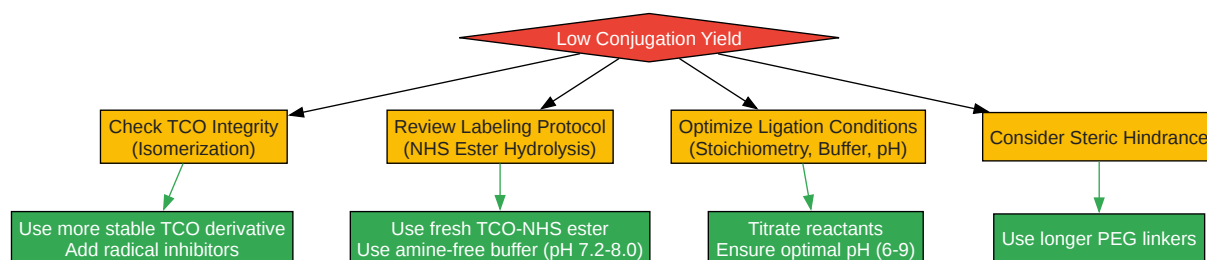 Low Conjugation Yield
Check TCO Integrity
(Isomerization)
Review Labeling Protocol
(NHS Ester Hydrolysis)
Optimize Ligation Conditions
(Stoichiometry, Buffer, pH)
Consider Steric Hindrance
Use more stable TCO derivative
Add radical inhibitors
Use fresh TCO-NHS ester
Use amine-free buffer (pH 7.2-8.0)
Titrate reactants
Ensure optimal pH (6-9)
Use longer PEG linkers